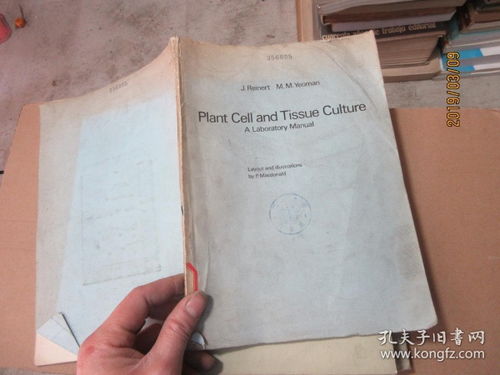 356805
J. Reinert M. M. Yeoman
Plant Cell and Tissue Culture
A Laboratory Manual
Layout and illustrations
by P. Macdonald
2019/03/09
孔夫子旧书网
www.kongfz.com